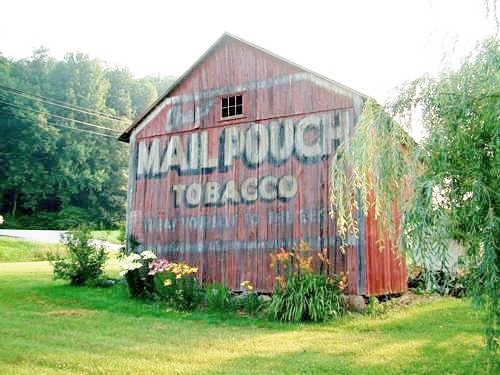 MAIL POUCH
TOBACCO
TREAT YOURSELF TO THE BEST